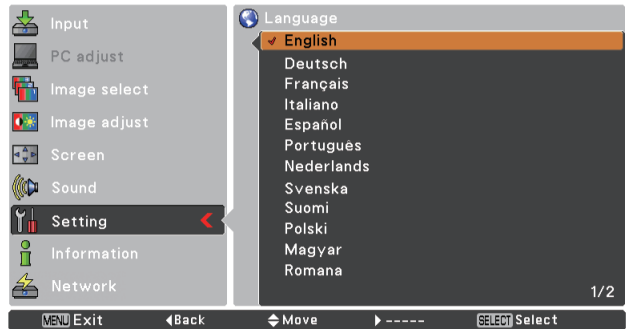 Input
PC adjust
Image select
Image adjust
Screen
Sound
Setting
Information
Network
Language
English
Deutsch
Français
Italiano
Español
Português
Nederlands
Svenska
Suomi
Polski
Magyar
Romana
1/2
MENU Exit ◀Back Move ▶ ----- SELECT Select